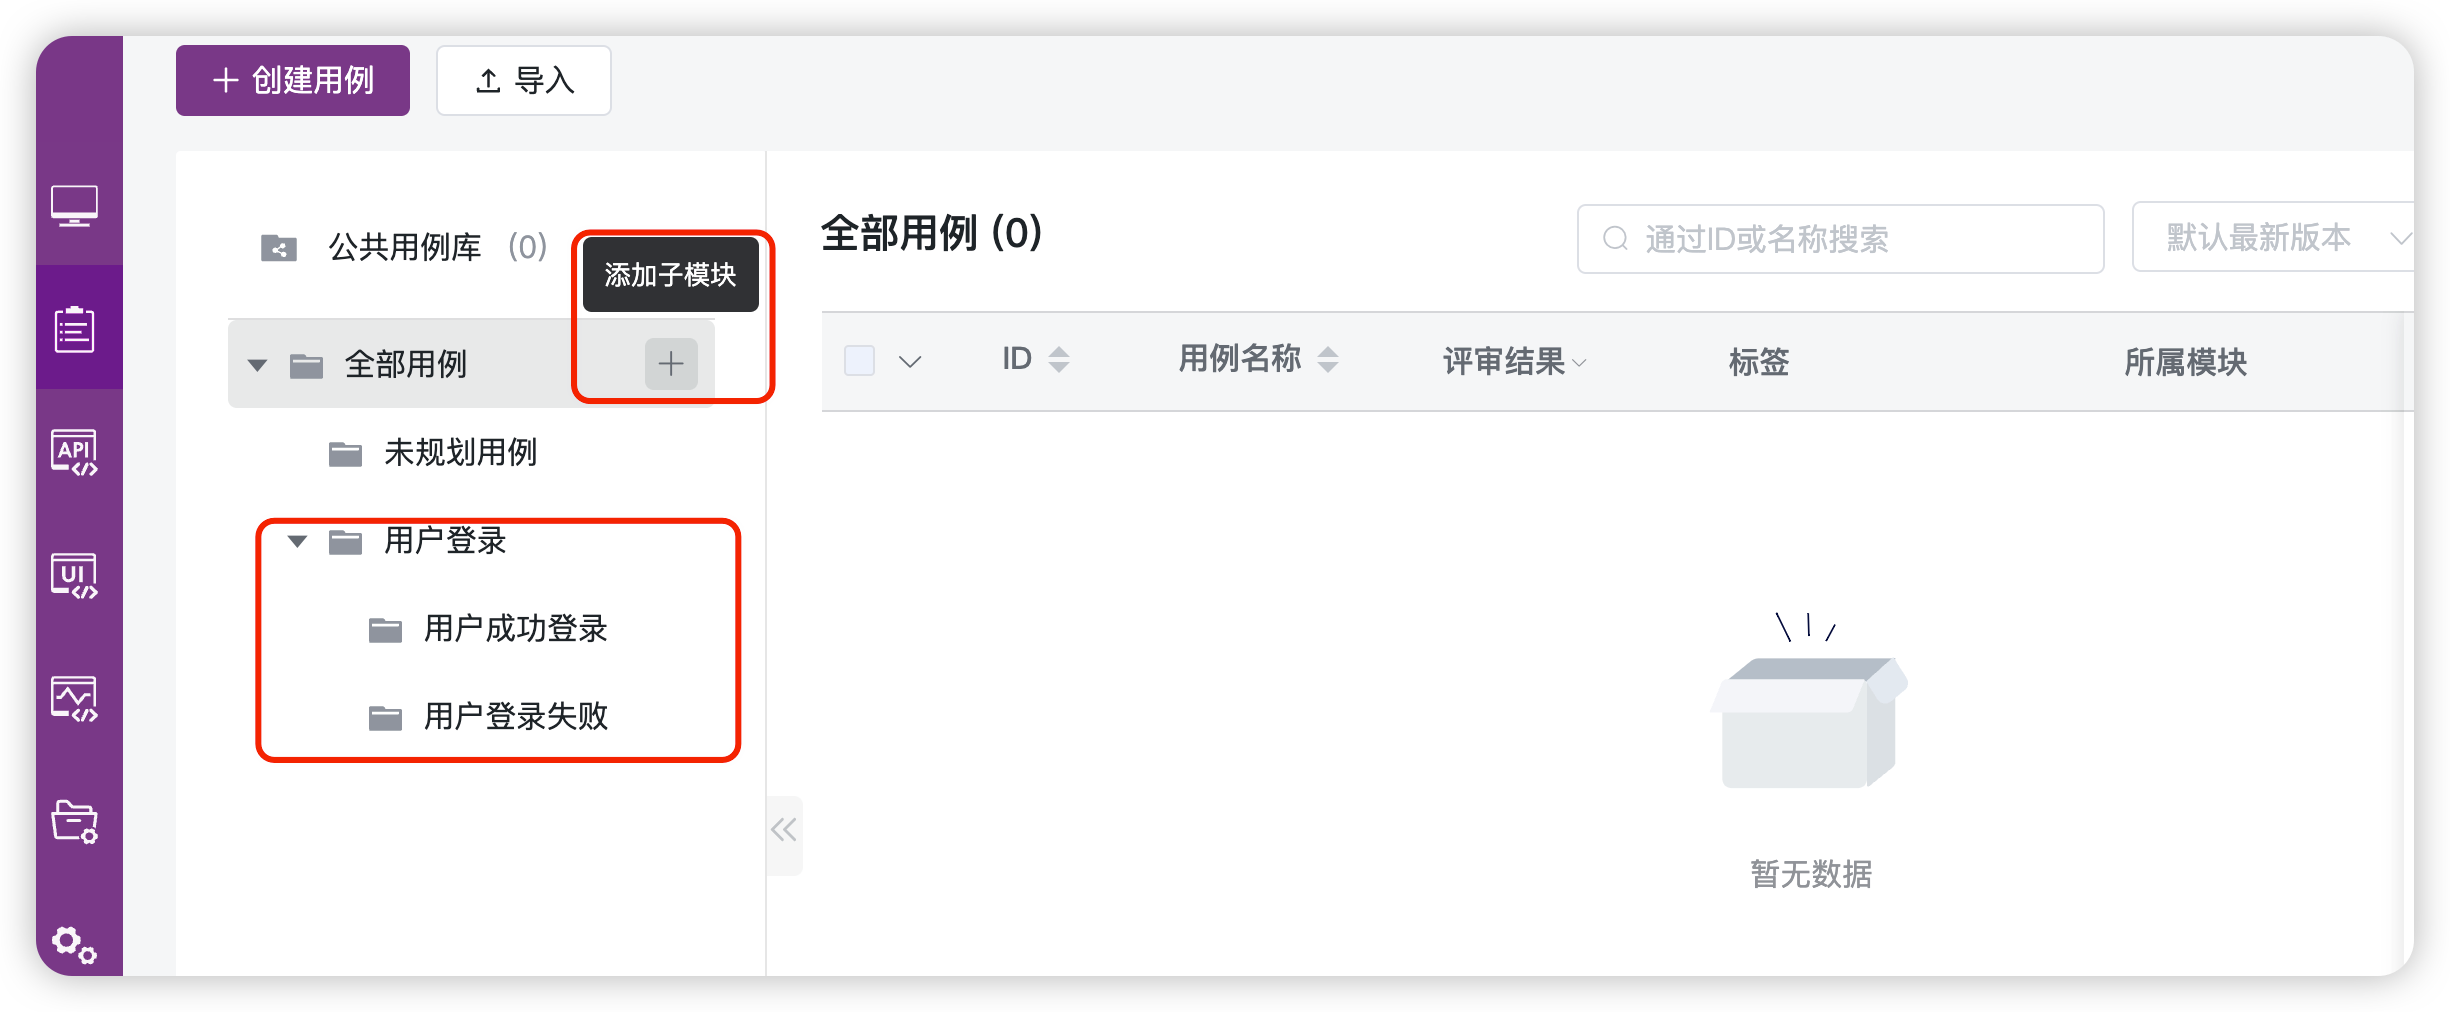 创建用例
导入
公共用例库 (0)
添加子模块
全部用例
未规划用例
用户登录
用户成功登录
用户登录失败
API
UI
全部用例 (0)
通过ID或名称搜索
默认最新版本
ID
用例名称
评审结果
标签
所属模块
暂无数据